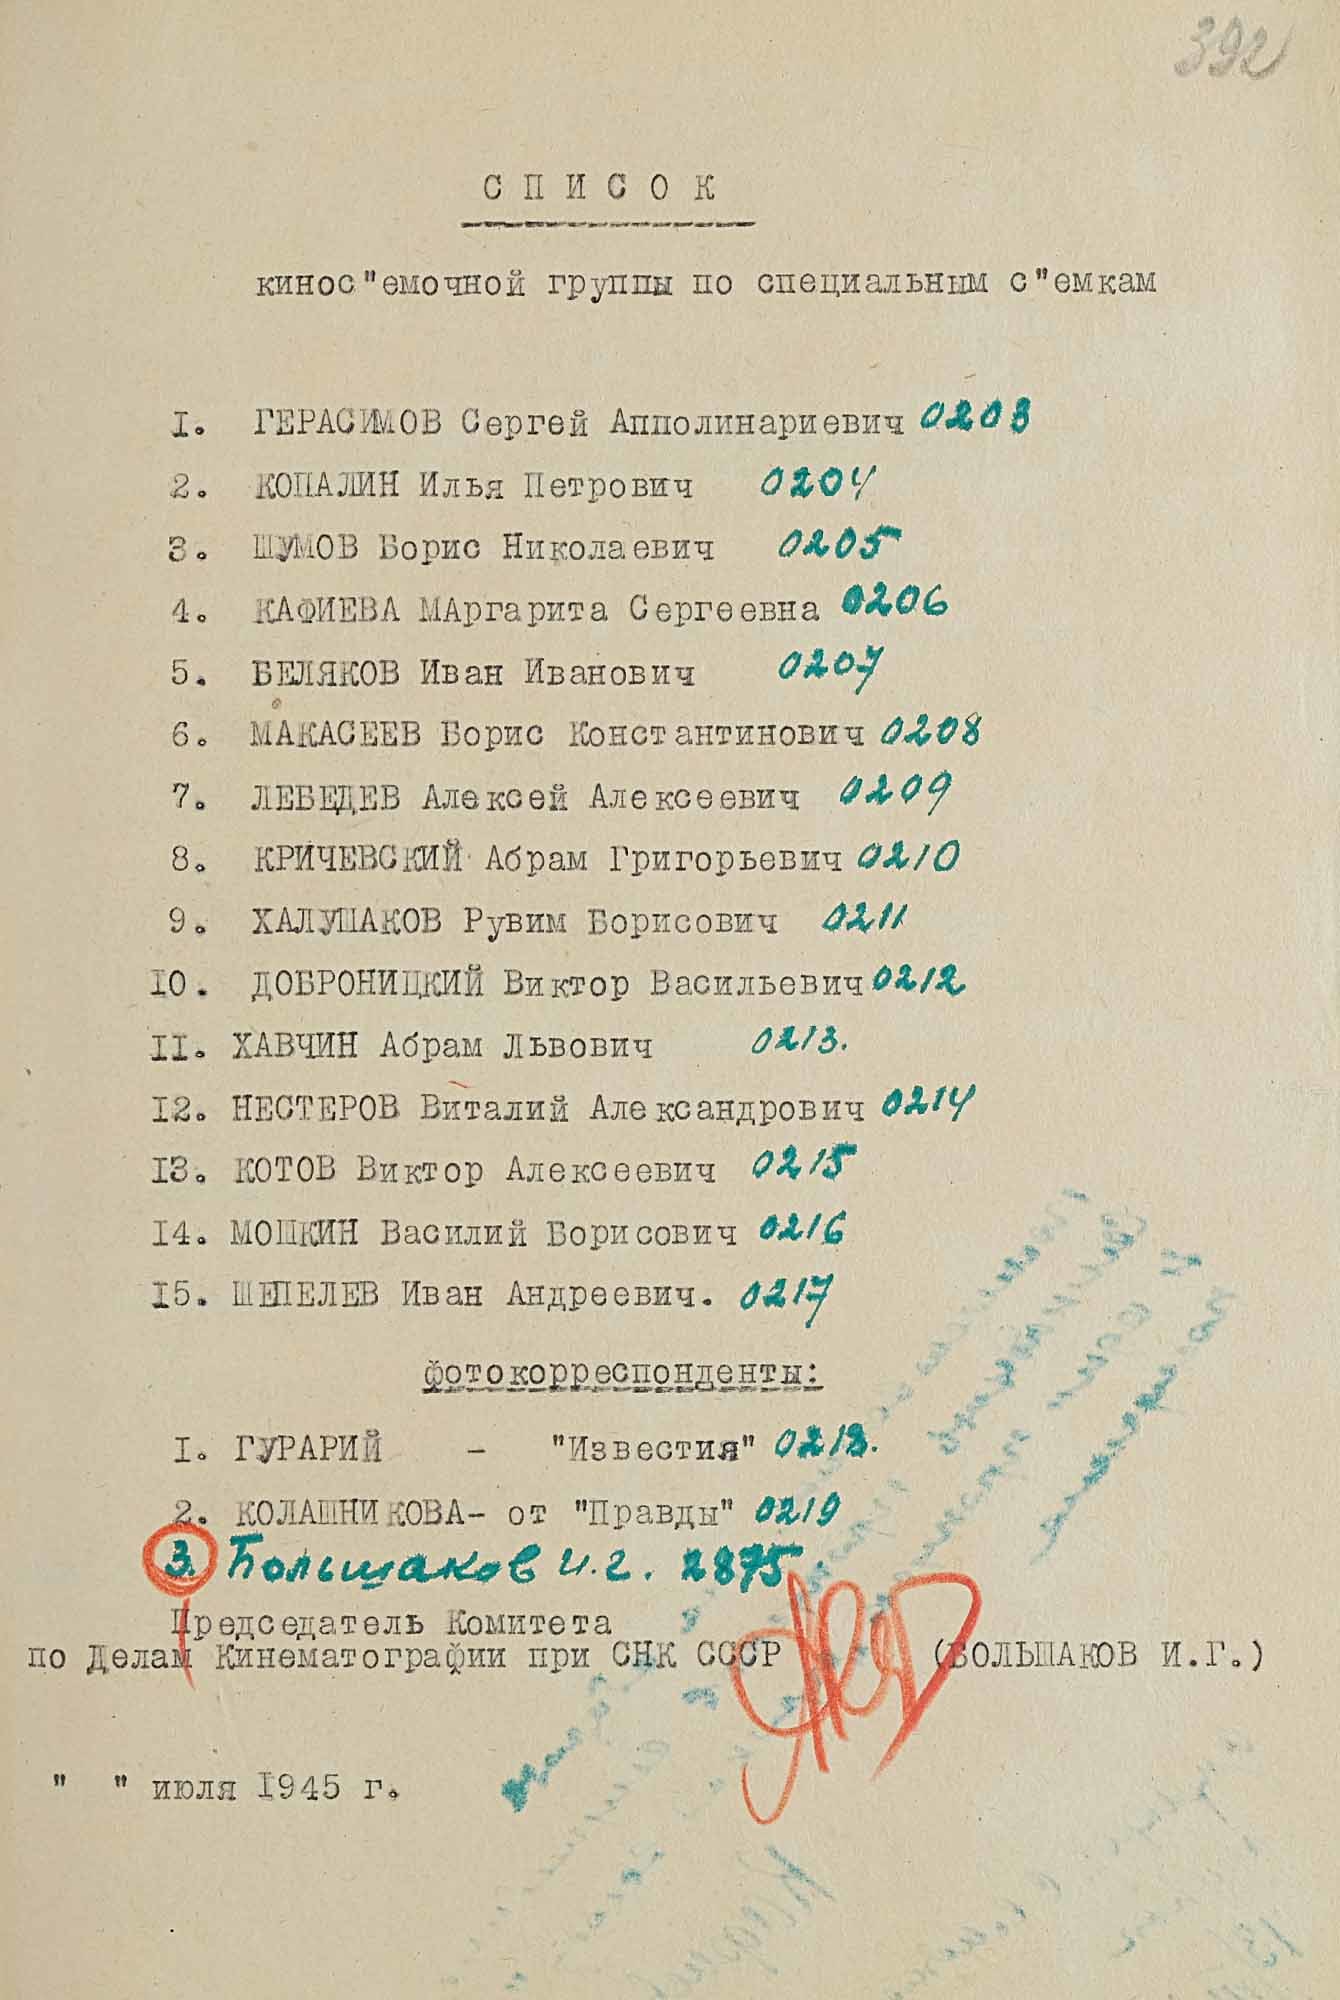 392
СПИСОК
кинос"емочной группы по специальным с"емкам
1. ГЕРАСИМОВ Сергей Апполинариевич 0203
2. КОПАЛИН Илья Петрович 0204
3. ШУМОВ Борис Николаевич 0205
4. КАФИЕВА МАргарита Сергеевна 0206
5. БЕЛЯКОВ Иван Иванович 0207
6. МАКАСЕЕВ Борис Константинович 0208
7. ЛЕБЕДЕВ Алексей Алексеевич 0209
8. КРИЧЕВСКИЙ Абрам Григорьевич 0210
9. ХАЛУШАКОВ Рувим Борисович 0211
10. ДОБРОНИЦКИЙ Виктор Васильевич 0212
11. ХАВЧИН Абрам Львович 0213.
12. НЕСТЕРОВ Виталий Александрович 0214
13. КОТОВ Виктор Алексеевич 0215
14. МОШКИН Василий Борисович 0216
15. ШЕПЕЛЕВ Иван Андреевич. 0217
фотокорреспонденты:
1. ГУРАРИЙ - "Известия" 0218.
2. КОЛАШНИКОВА- от "Правды" 0219
3. Большаков И.Г. 2875.
Председатель Комитета
по Делам Кинематографии при СНК СССР (БОЛЬШАКОВ И.Г.)
" " июля 1945 г.